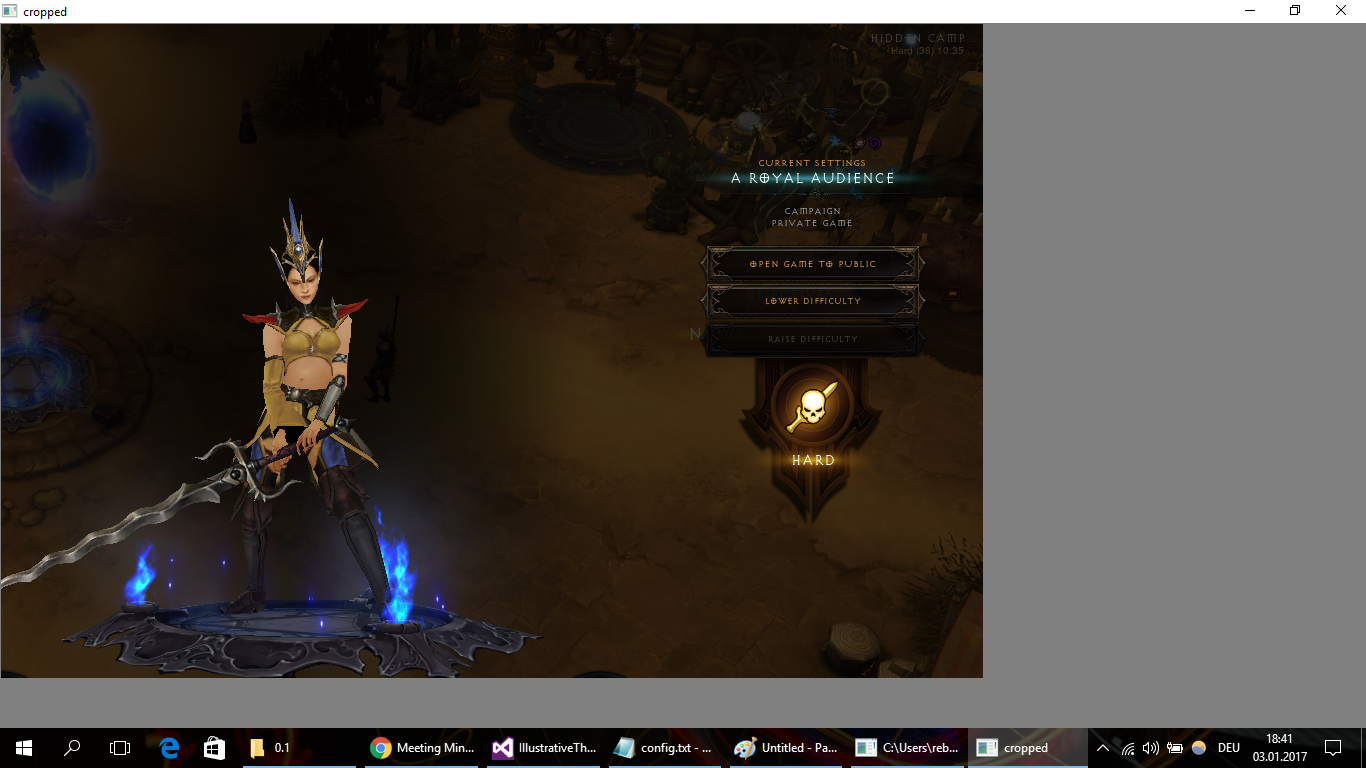 cropped
HIDDEN CAMP
Hard (38) 10:35
CURRENT SETTINGS
A ROYAL AUDIENCE
CAMPAIGN
PRIVATE GAME
OPEN GAME TO PUBLIC
LOWER DIFFICULTY
N
RAISE DIFFICULTY
HARD
0.1
Meeting Min...
IllustrativeTh...
config.txt - ...
Untitled - Pa...
C:\Users\reb...
cropped
DEU
18:41
03.01.2017